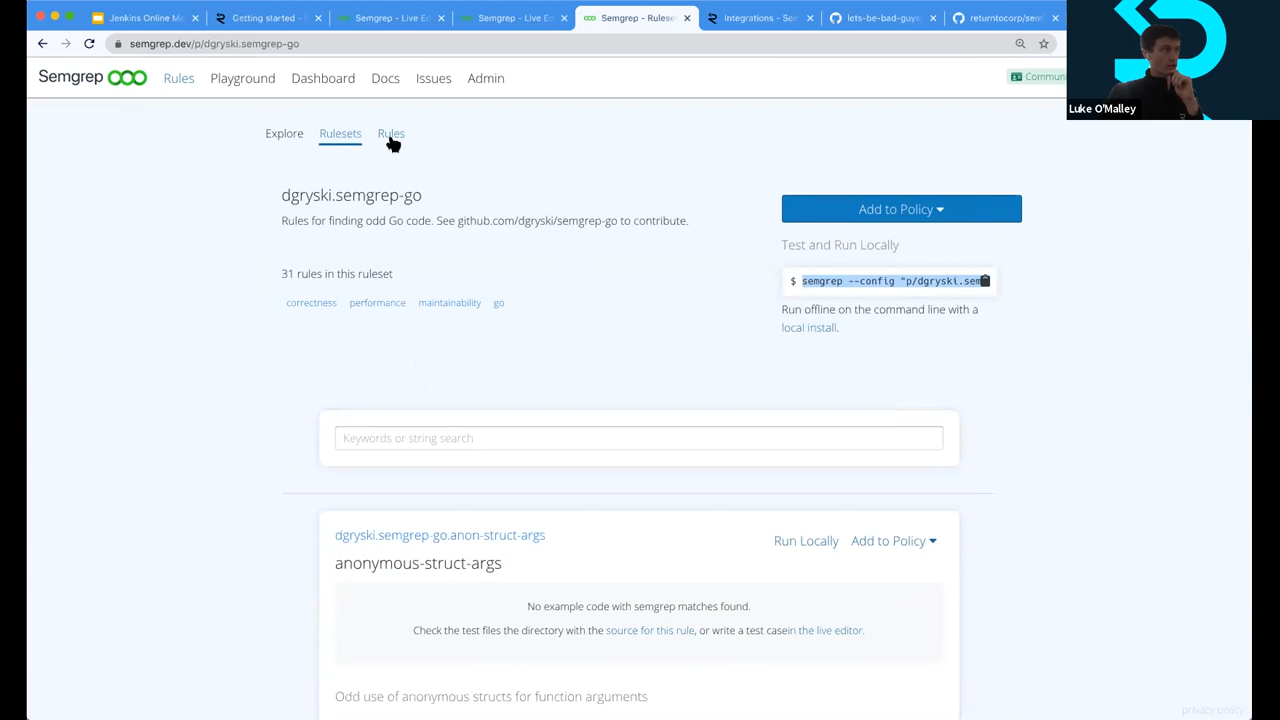 Jenkins Online Me
Getting started -
Semgrep - Live Ed
Semgrep - Live Ed
Semgrep - Rulese
Integrations - Sem
lets-be-bad-guys
returntocorp/sem
semgrep.dev/p/dgryski.semgrep-go
Semgrep
Rules
Playground
Dashboard
Docs
Issues
Admin
Communi
Luke O'Malley
Explore
Rulesets
Rules
dgryski.semgrep-go
Rules for finding odd Go code. See github.com/dgryski/semgrep-go to contribute.
31 rules in this ruleset
correctness performance maintainability go
Add to Policy
Test and Run Locally
$ semgrep --config "p/dgryski.sem
Run offline on the command line with a
local install.
Keywords or string search
dgryski.semgrep-go.anon-struct-args
Run Locally
Add to Policy
anonymous-struct-args
No example code with semgrep matches found.
Check the test files the directory with the source for this rule, or write a test casein the live editor.
Odd use of anonymous structs for function arguments
privacy policy